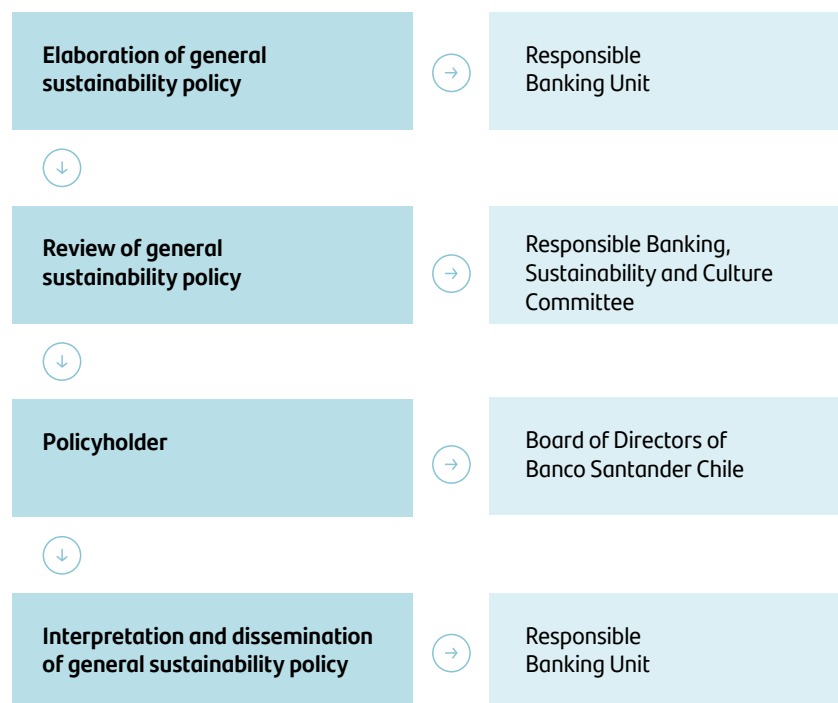 Elaboration of general
sustainability policy
Responsible
Banking Unit
Review of general
sustainability policy
Responsible Banking,
Sustainability and Culture
Committee
Policyholder
Board of Directors of
Banco Santander Chile
Interpretation and dissemination
of general sustainability policy
Responsible
Banking Unit